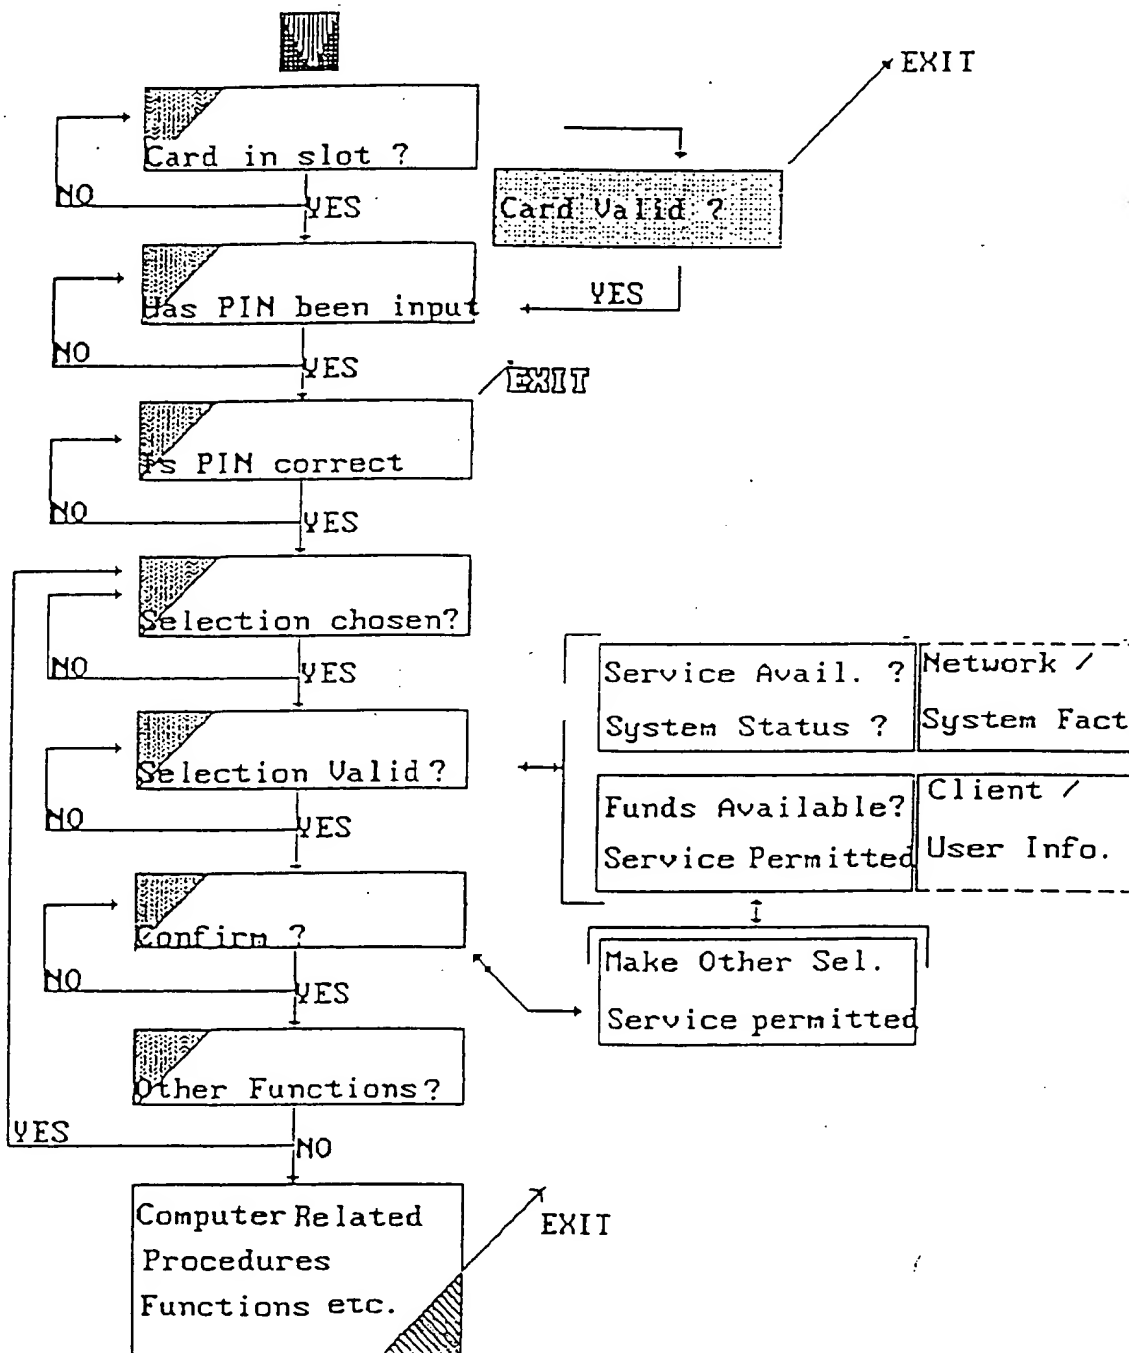 EXIT
Card in slot ?
NO
YES
Card Valid ?
Has PIN been input
YES
NO
YES
EXIT
Is PIN correct
NO
YES
Selection chosen?
NO
YES
Service Avail. ?
System Status ?
Network /
System Fact
Selection Valid ?
NO
YES
Funds Available?
Service Permitted
Client /
User Info.
Confirm ?
NO
YES
Make Other Sel.
Service permitted
Other Functions?
YES
NO
Computer Related
Procedures
Functions etc.
EXIT